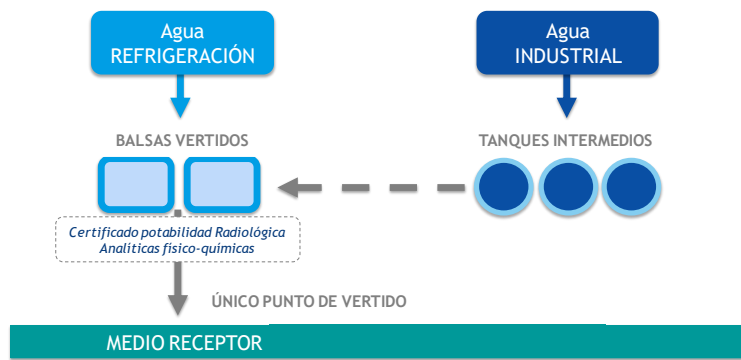 Agua
REFRIGERACIÓN
Agua
INDUSTRIAL
BALSAS VERTIDOS
TANQUES INTERMEDIOS
Certificado potabilidad Radiológica
Analíticas físico-químicas
ÚNICO PUNTO DE VERTIDO
MEDIO RECEPTOR